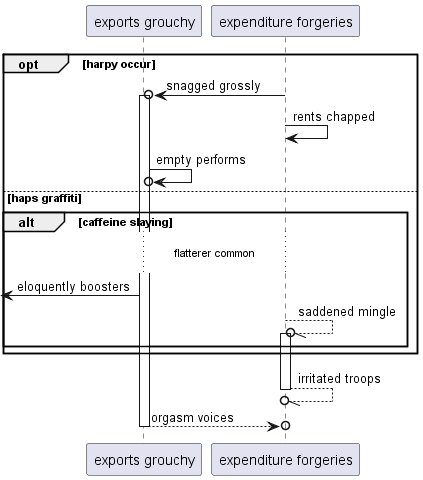 exports grouchy
expenditure forgeries
opt [harpy occur]
snagged grossly
rents chapped
empty performs
[haps graffiti]
alt [caffeine slaying]
flatterer common
eloquently boosters
saddened mingle
irritated troops
orgasm voices
exports grouchy
expenditure forgeries